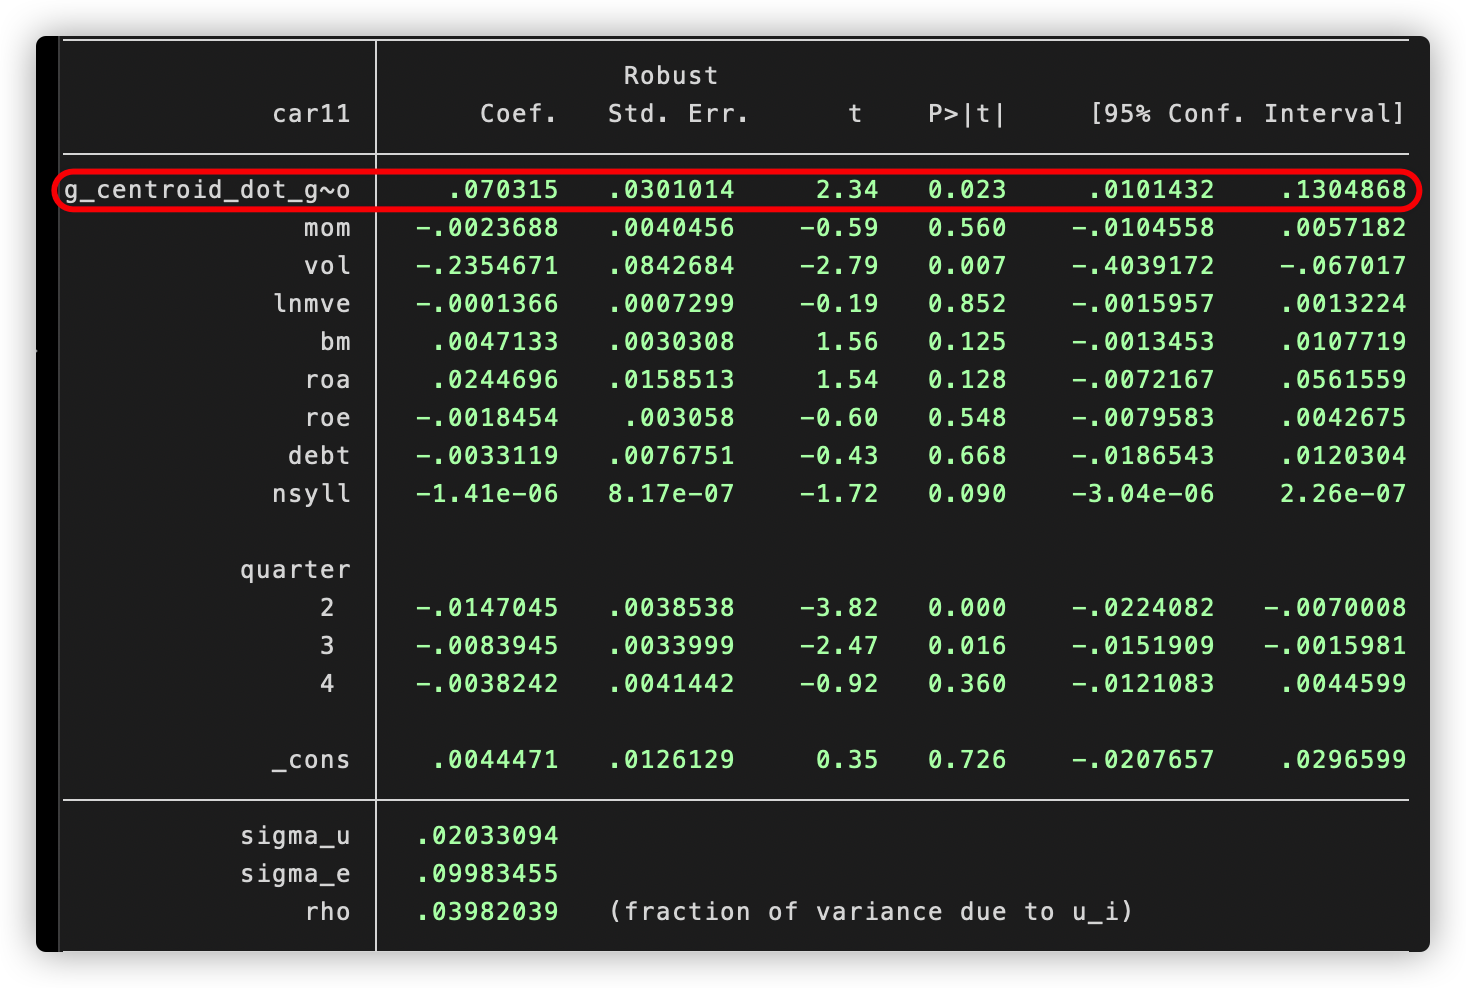 Robust
car11 Coef. Std. Err. t P>|t| [95% Conf. Interval]
g_centroid_dot_g~o .070315 .0301014 2.34 0.023 .0101432 .1304868
mom -.0023688 .0040456 -0.59 0.560 -.0104558 .0057182
vol -.2354671 .0842684 -2.79 0.007 -.4039172 -.067017
lnmve -.0001366 .0007299 -0.19 0.852 -.0015957 .0013224
bm .0047133 .0030308 1.56 0.125 -.0013453 .0107719
roa .0244696 .0158513 1.54 0.128 -.0072167 .0561559
roe -.0018454 .003058 -0.60 0.548 -.0079583 .0042675
debt -.0033119 .0076751 -0.43 0.668 -.0186543 .0120304
nsyll -1.41e-06 8.17e-07 -1.72 0.090 -3.04e-06 2.26e-07
quarter
2 -.0147045 .0038538 -3.82 0.000 -.0224082 -.0070008
3 -.0083945 .0033999 -2.47 0.016 -.0151909 -.0015981
4 -.0038242 .0041442 -0.92 0.360 -.0121083 .0044599
_cons .0044471 .0126129 0.35 0.726 -.0207657 .0296599
sigma_u .02033094
sigma_e .09983455
rho .03982039 (fraction of variance due to u_i)